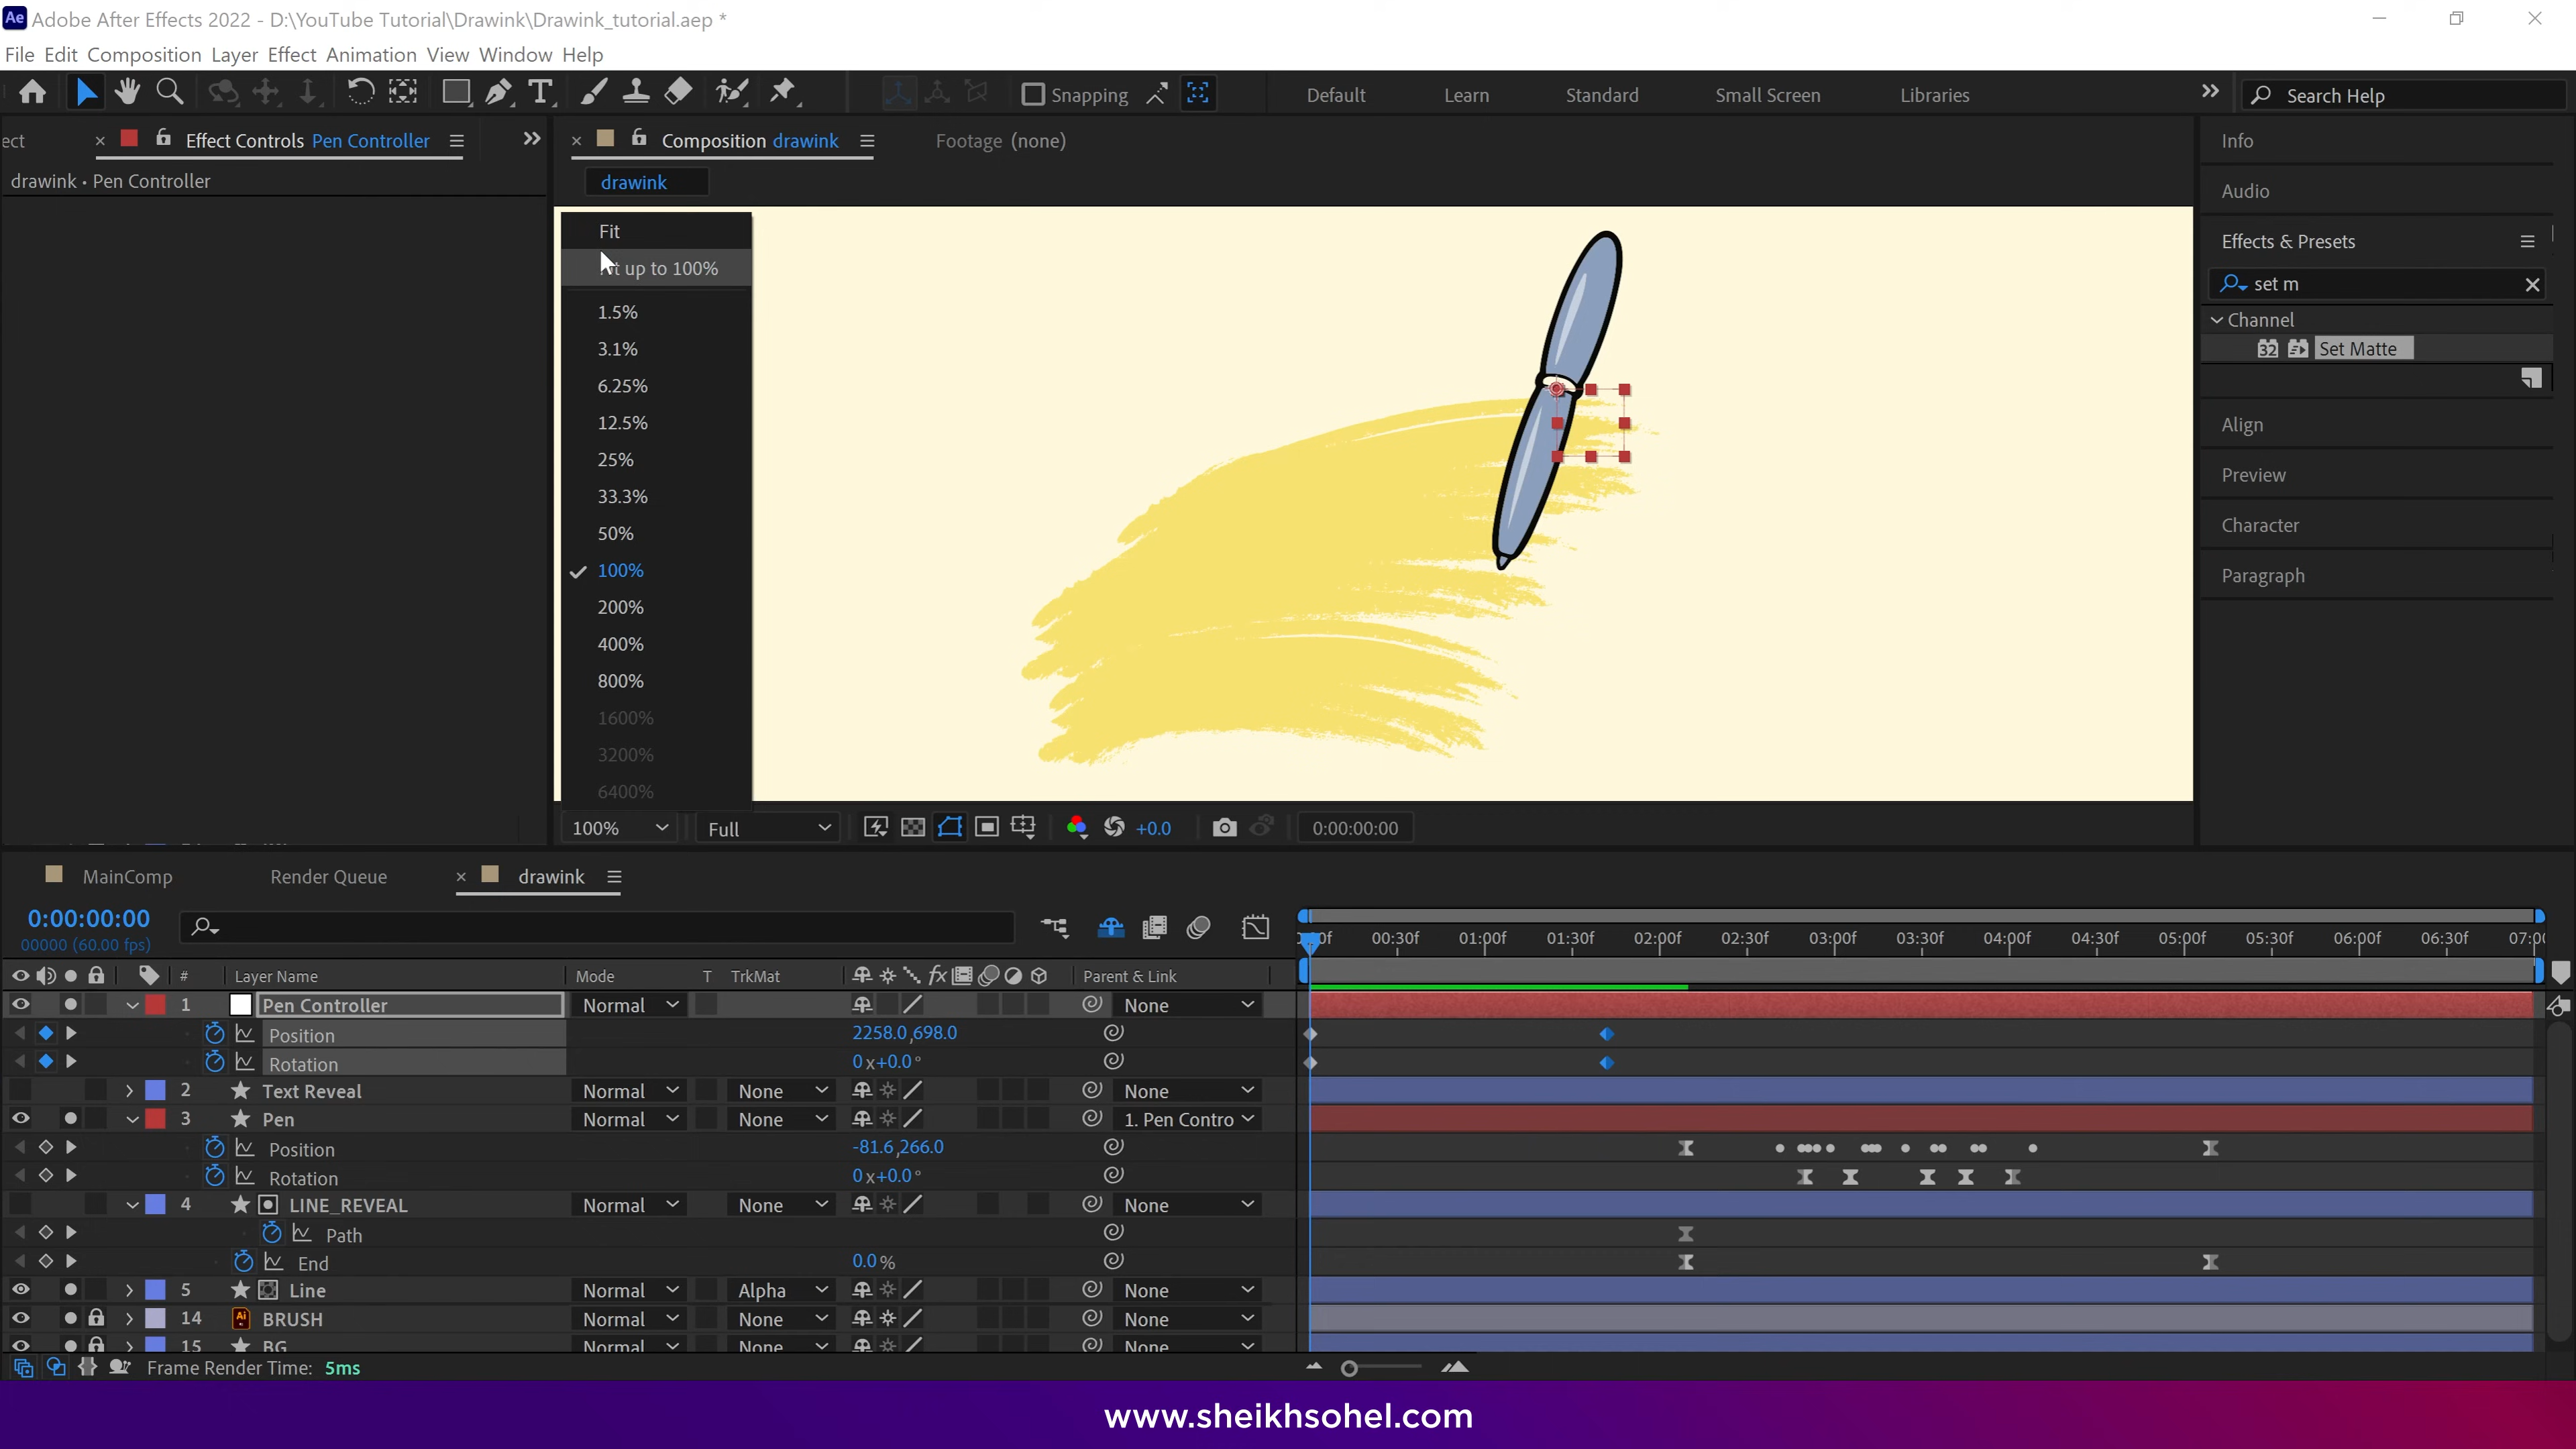 Adobe After Effects 2022 - D:\YouTube Tutorial\Drawink\Drawink_tutorial.aep *
File Edit Composition Layer Effect Animation View Window Help
Snapping Default Learn Standard Small Screen Libraries Search Help
ect Effect Controls Pen Controller Composition drawink Footage (none) Info
drawink • Pen Controller drawink
Audio
Effects & Presets
set m
Channel
32 Set Matte
Align
Preview
Character
Paragraph
Fit
up to 100%
1.5%
3.1%
6.25%
12.5%
25%
33.3%
50%
100%
200%
400%
800%
1600%
3200%
6400%
100% Full +0.0 0:00:00:00
MainComp Render Queue drawink
0:00:00:00
00000 (60.00 fps)
00:30f 01:00f 01:30f 02:00f 02:30f 03:00f 03:30f 04:00f 04:30f 05:00f 05:30f 06:00f 06:30f 07:00
# Layer Name Mode T TrkMat fx Parent & Link
1 Pen Controller Normal None
Position 2258.0,698.0
Rotation 0x+0.0°
2 Text Reveal Normal None None
3 Pen Normal None 1. Pen Contro
Position -81.6,266.0
Rotation 0x+0.0°
4 LINE_REVEAL Normal None None
Path
End 0.0%
5 Line Normal Alpha None
14 BRUSH Normal None None
15 BG Normal None None
Frame Render Time: 5ms
www.sheikhsohel.com